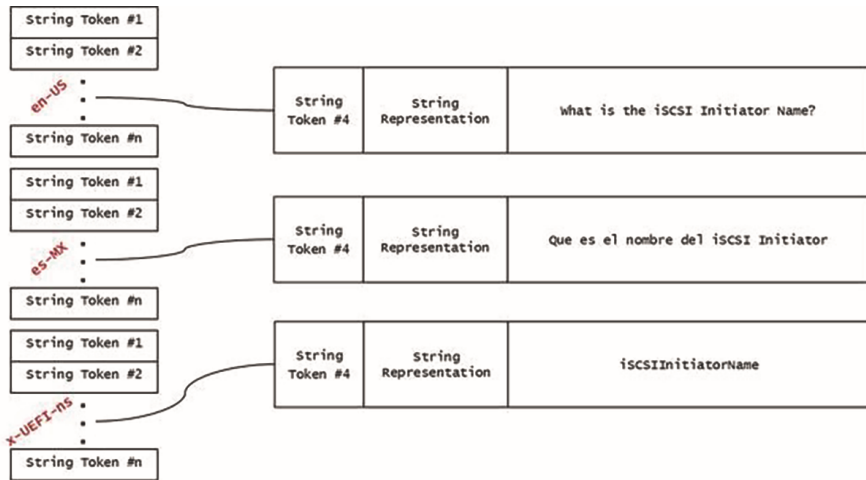 String Token #1
String Token #2
en-US
String Token #n
String
Token #4
String
Representation
What is the iSCSI Initiator Name?
String Token #1
String Token #2
es-MX
String Token #n
String
Token #4
String
Representation
Que es el nombre del iSCSI Initiator
String Token #1
String Token #2
x-UEFI-ns
String Token #n
String
Token #4
String
Representation
iSCSIInitiatorName